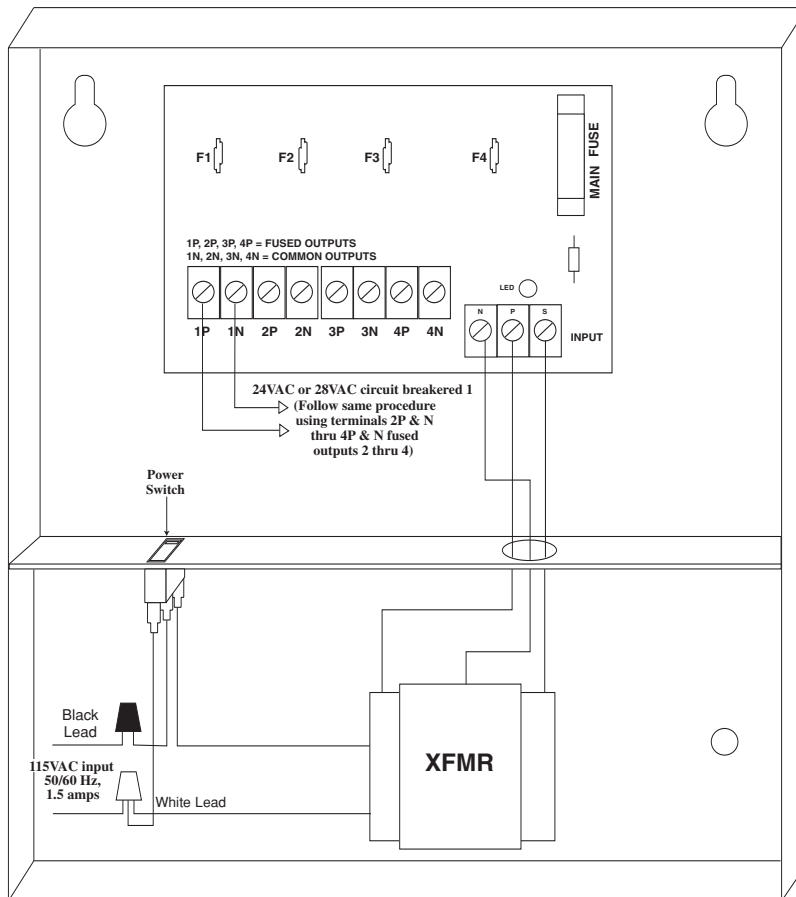 F1 F2 F3 F4
MAIN FUSE
1P, 2P, 3P, 4P = FUSED OUTPUTS
1N, 2N, 3N, 4N = COMMON OUTPUTS
LED
N P S
INPUT
1P 1N 2P 2N 3P 3N 4P 4N
24VAC or 28VAC circuit breakered 1
(Follow same procedure
using terminals 2P & N
thru 4P & N fused
outputs 2 thru 4)
Power
Switch
Black
Lead
115VAC input
50/60 Hz,
1.5 amps
White Lead
XFMR